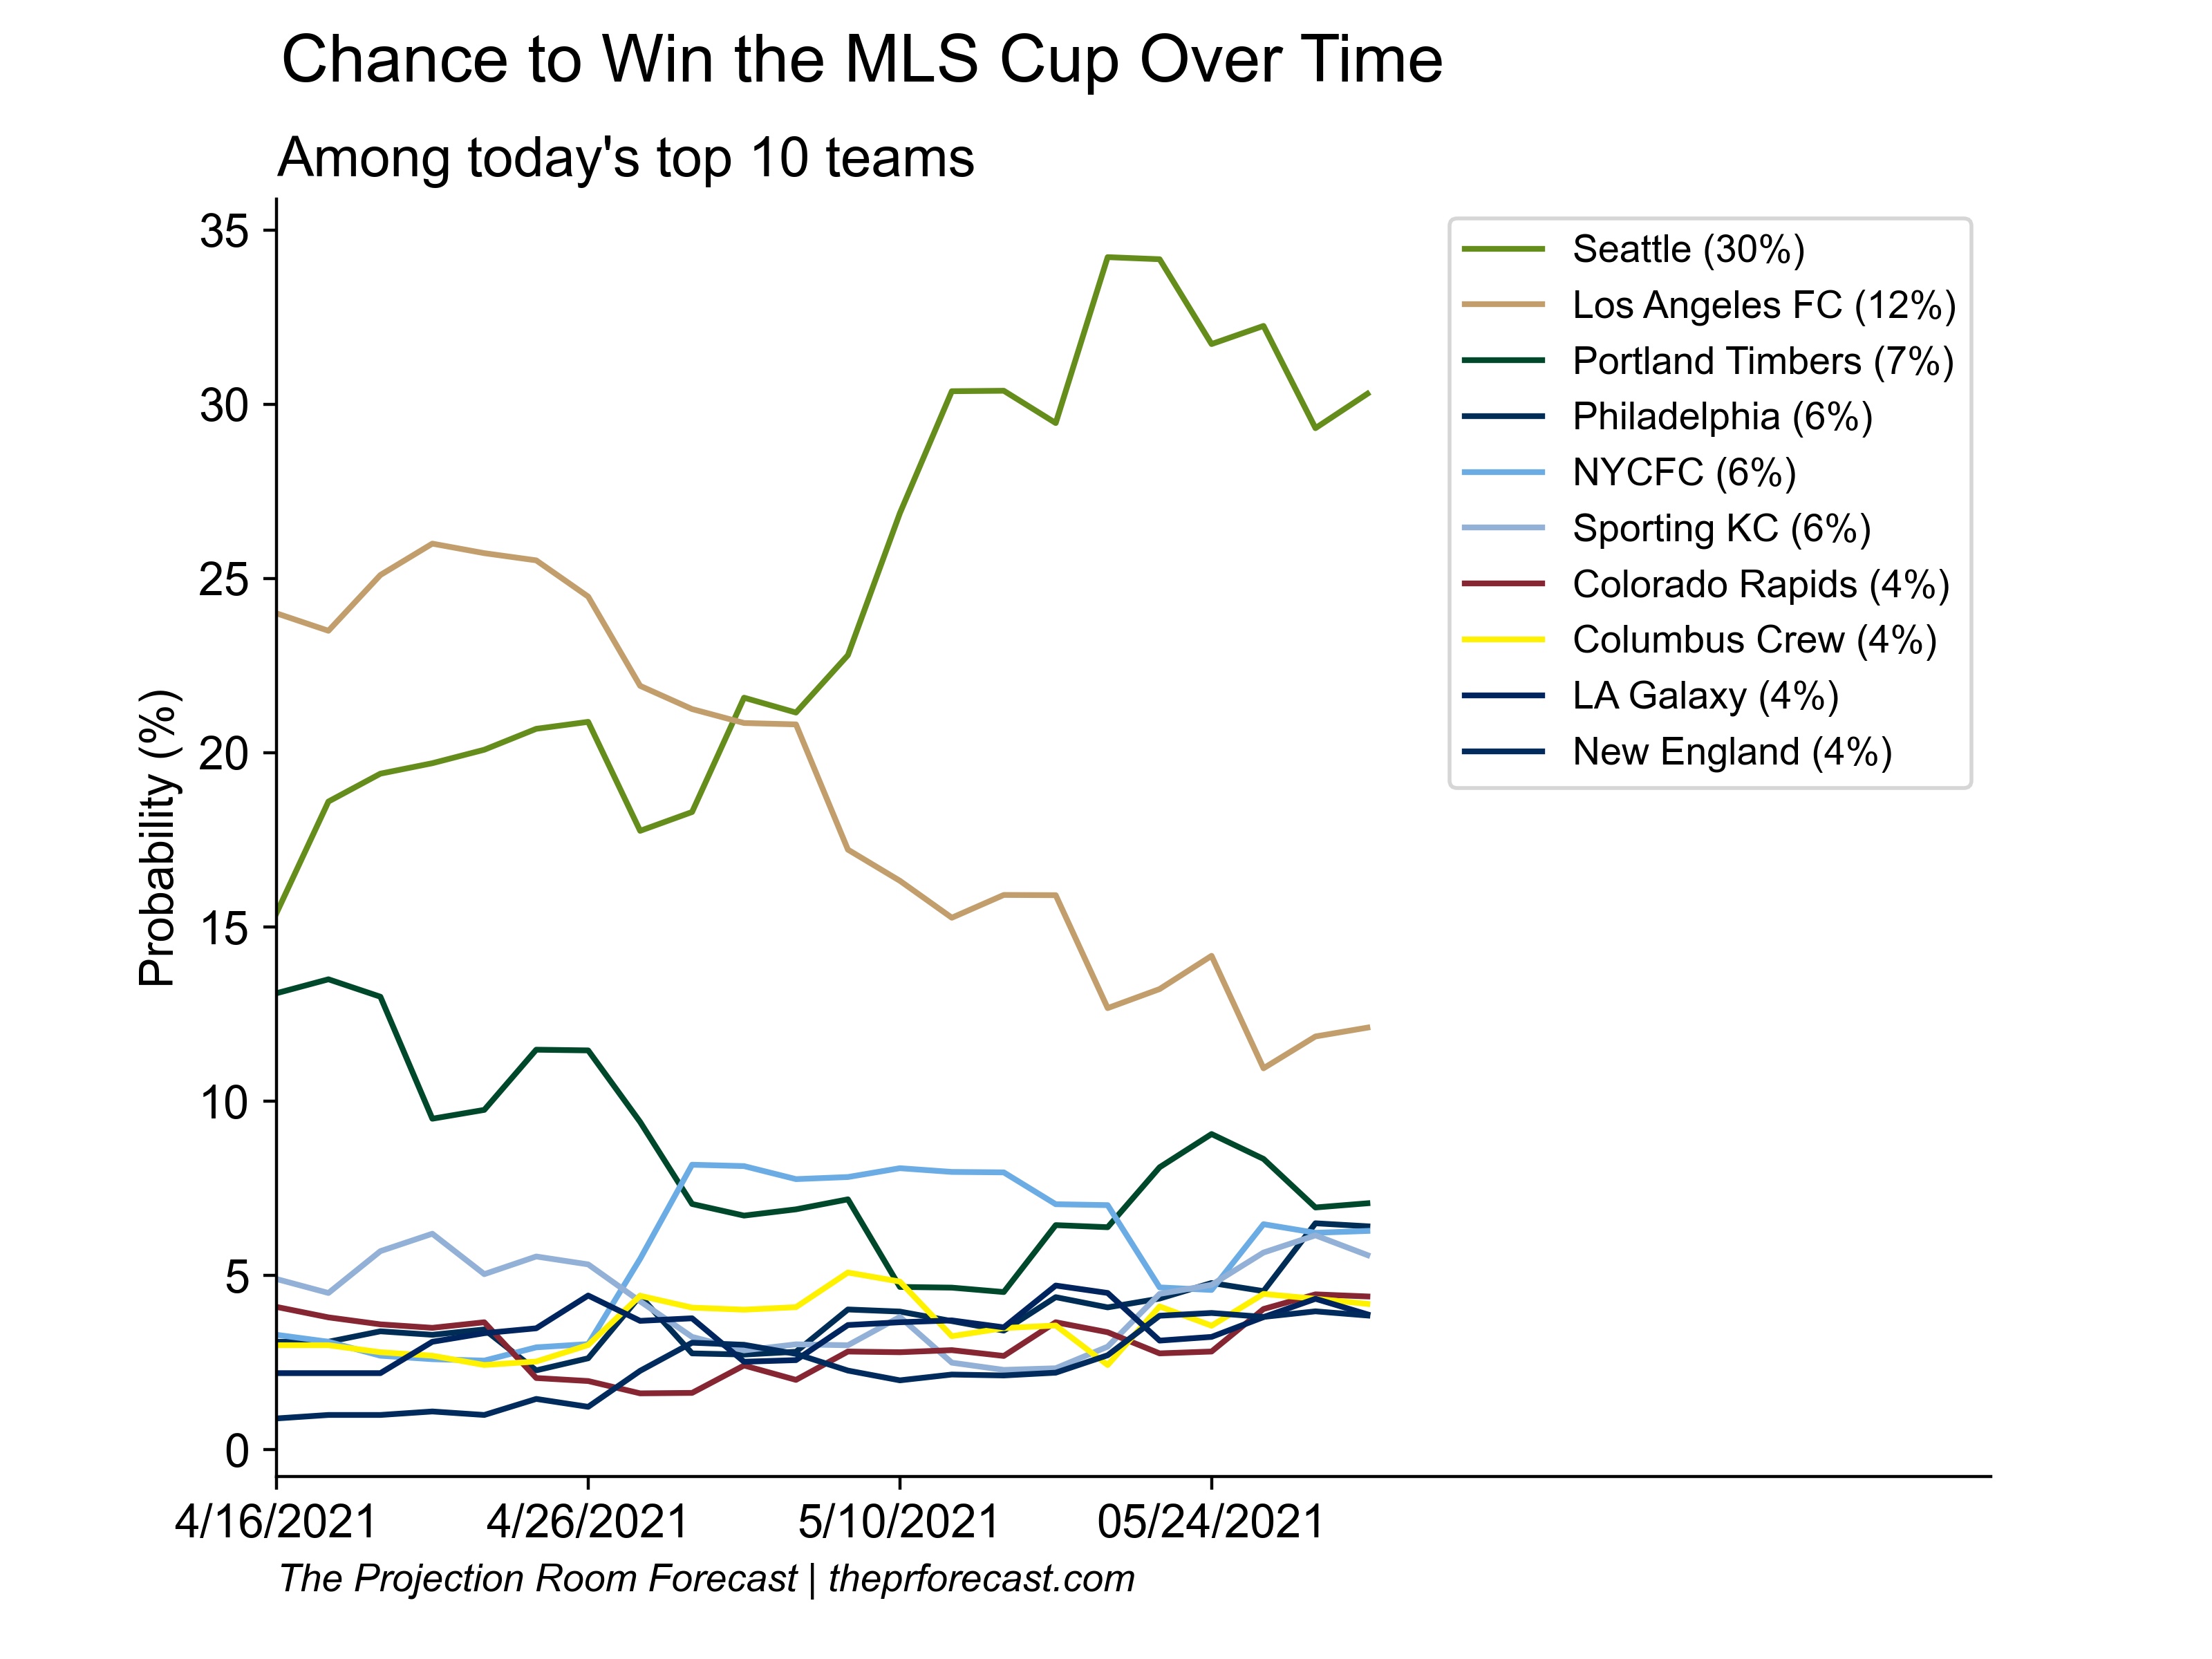 Chance to Win the MLS Cup Over Time
Among today's top 10 teams
35
30
25
20
15
10
5
0
Probability (%)
Seattle (30%)
Los Angeles FC (12%)
Portland Timbers (7%)
Philadelphia (6%)
NYCFC (6%)
Sporting KC (6%)
Colorado Rapids (4%)
Columbus Crew (4%)
LA Galaxy (4%)
New England (4%)
4/16/2021 4/26/2021 5/10/2021 05/24/2021
The Projection Room Forecast | theprforecast.com